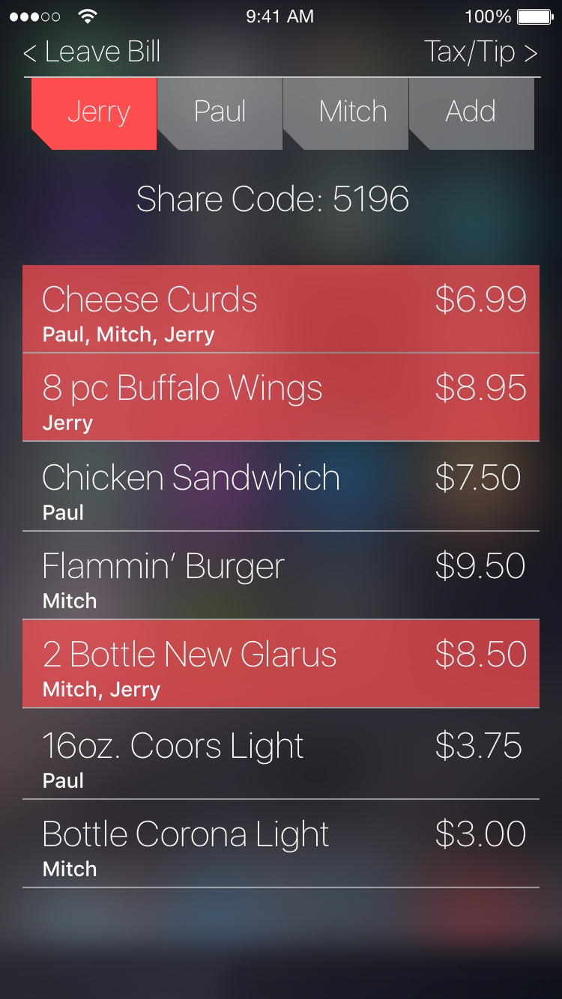 9:41 AM 100%
< Leave Bill Tax/Tip >
Jerry Paul Mitch Add
Share Code: 5196
Cheese Curds $6.99
Paul, Mitch, Jerry
8 pc Buffalo Wings $8.95
Jerry
Chicken Sandwhich $7.50
Paul
Flammin’ Burger $9.50
Mitch
2 Bottle New Glarus $8.50
Mitch, Jerry
16oz. Coors Light $3.75
Paul
Bottle Corona Light $3.00
Mitch